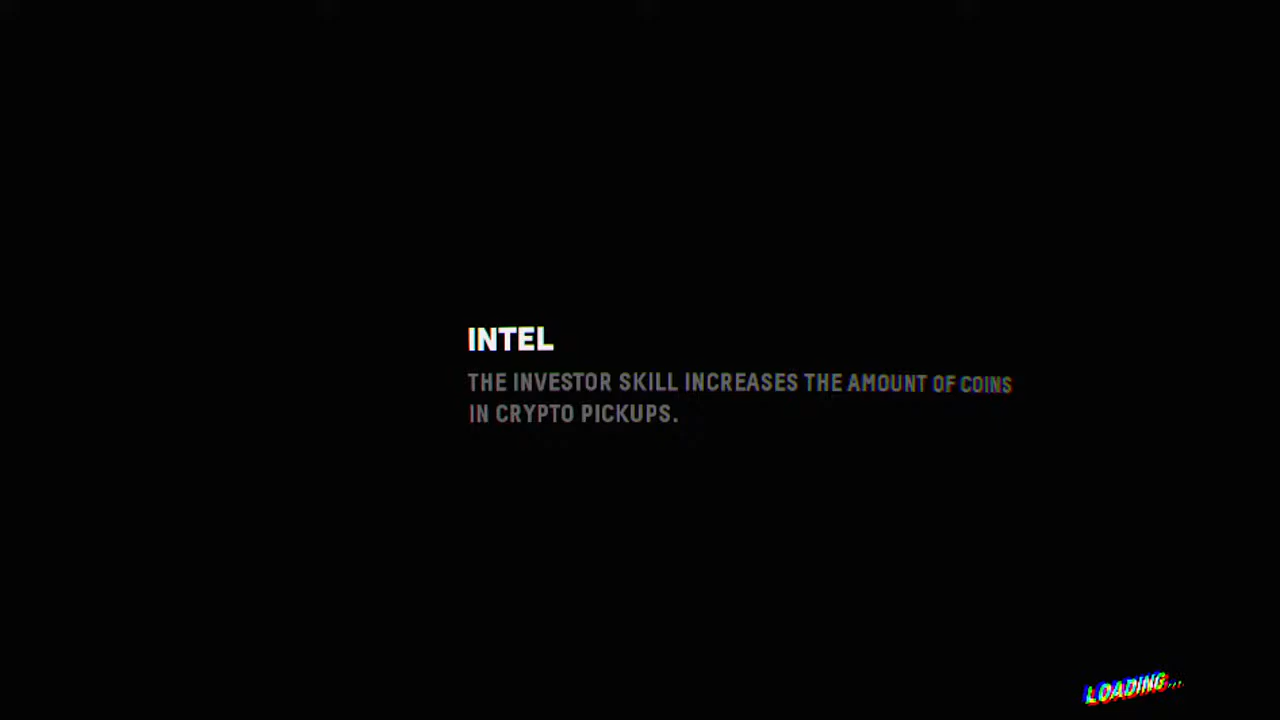 INTEL
THE INVESTOR SKILL INCREASES THE AMOUNT OF COINS
IN CRYPTO PICKUPS.
LOADING...